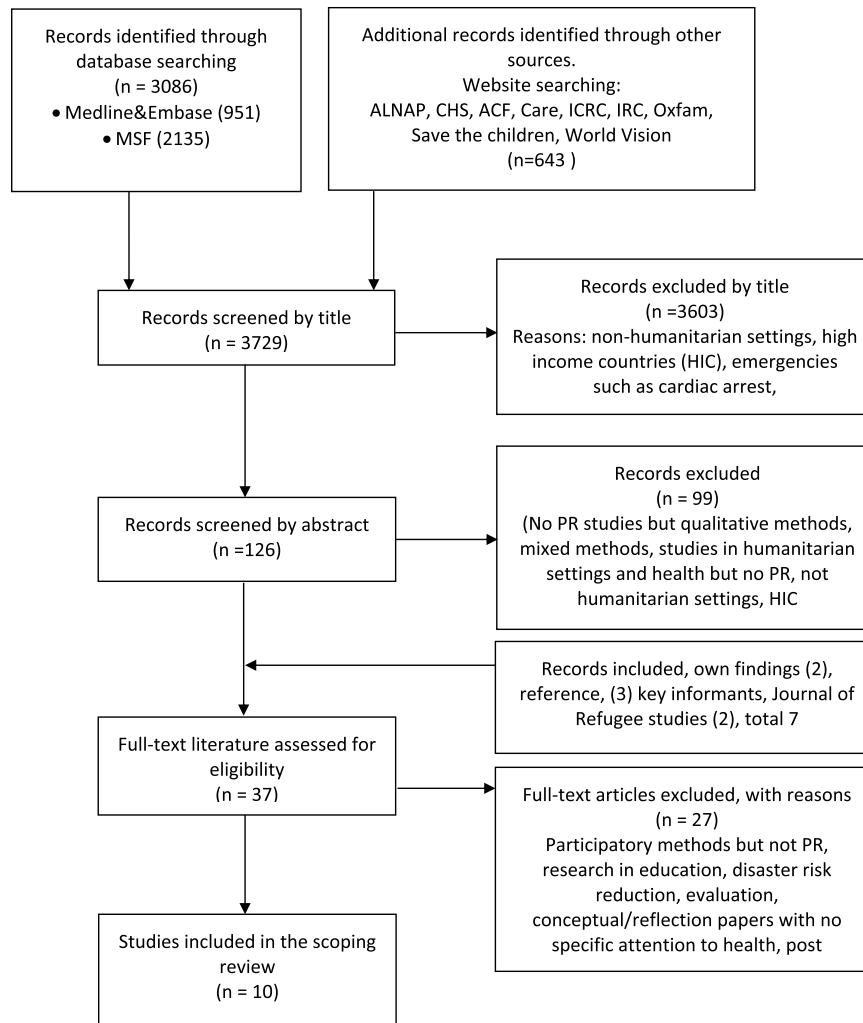 Records identified through
database searching
(n = 3086)
• Medline&Embase (951)
• MSF (2135)
Additional records identified through other
sources.
Website searching:
ALNAP, CHS, ACF, Care, ICRC, IRC, Oxfam,
Save the children, World Vision
(n=643 )
Records screened by title
(n = 3729)
Records excluded by title
(n =3603)
Reasons: non-humanitarian settings, high
income countries (HIC), emergencies
such as cardiac arrest,
Records screened by abstract
(n =126)
Records excluded
(n = 99)
(No PR studies but qualitative methods,
mixed methods, studies in humanitarian
settings and health but no PR, not
humanitarian settings, HIC
Records included, own findings (2),
reference, (3) key informants, Journal of
Refugee studies (2), total 7
Full-text literature assessed for
eligibility
(n = 37)
Full-text articles excluded, with reasons
(n = 27)
Participatory methods but not PR,
research in education, disaster risk
reduction, evaluation,
conceptual/reflection papers with no
specific attention to health, post
Studies included in the scoping
review
(n = 10)